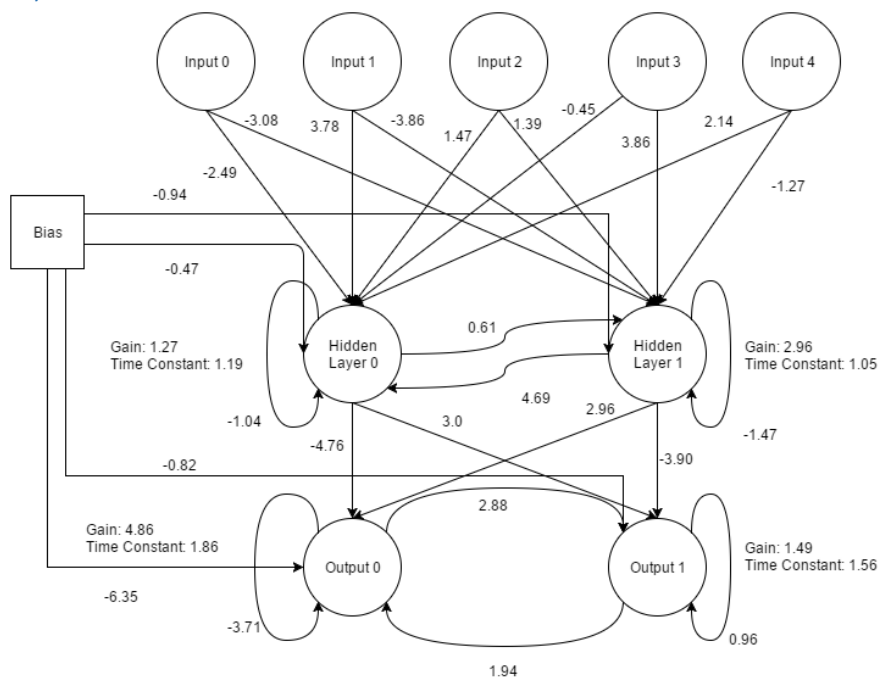 Input 0
Input 1
Input 2
Input 3
Input 4
-3.08
3.78
-3.86
1.47
1.39
-0.45
3.86
2.14
-2.49
-1.27
-0.94
Bias
-0.47
0.61
Hidden
Layer 0
Hidden
Layer 1
Gain: 1.27
Time Constant: 1.19
Gain: 2.96
Time Constant: 1.05
4.69
-1.04
3.0
2.96
-1.47
-4.76
-3.90
-0.82
2.88
Gain: 4.86
Time Constant: 1.86
Gain: 1.49
Time Constant: 1.56
Output 0
Output 1
-6.35
-3.71
0.96
1.94